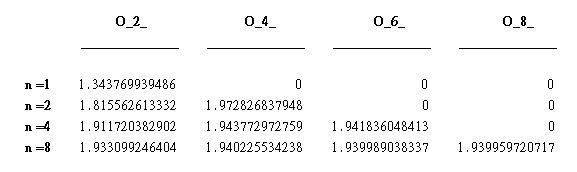 O_2_ O_4_ O_6_ O_8_
n =1 1.343769939486 0 0 0
n =2 1.815562613332 1.972826837948 0 0
n =4 1.911720382902 1.943772972759 1.941836048413 0
n =8 1.933099246404 1.940225534238 1.939989038337 1.939959720717